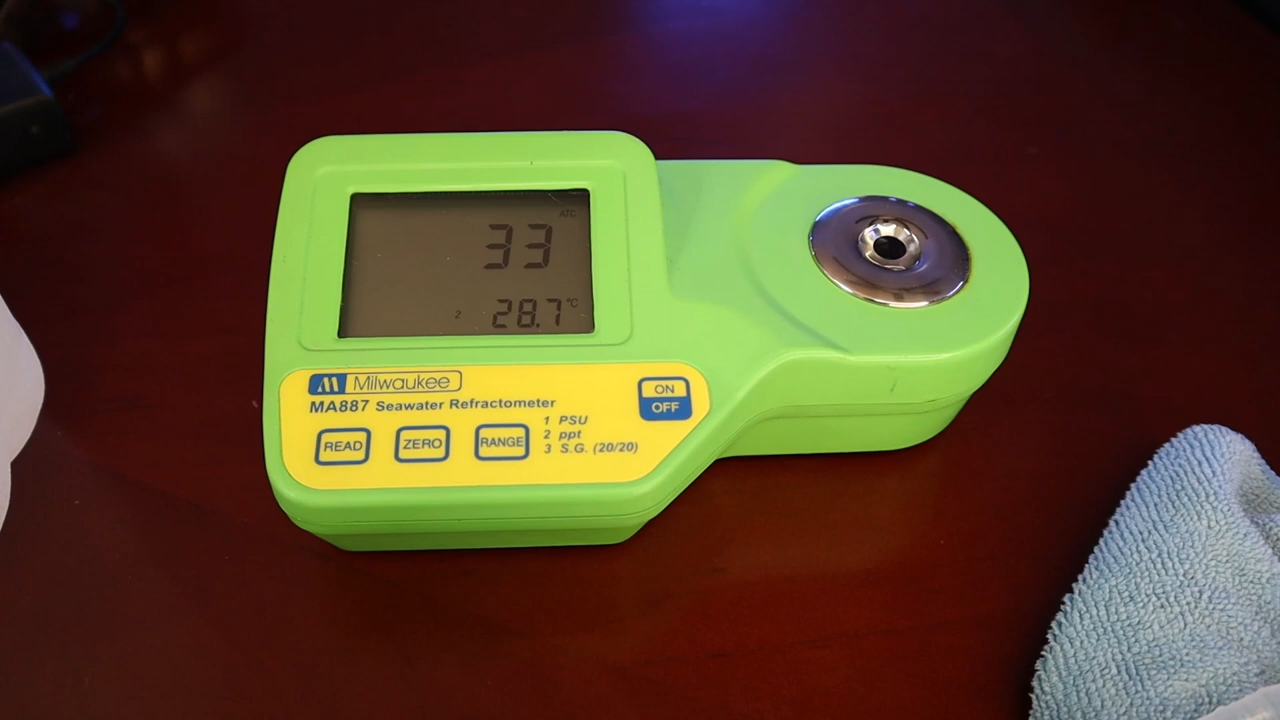 ATC
33
2 28.7 °C
Milwaukee
MA887 Seawater Refractometer
ON
OFF
READ
ZERO
RANGE
1 PSU
2 ppt
3 S.G. (20/20)